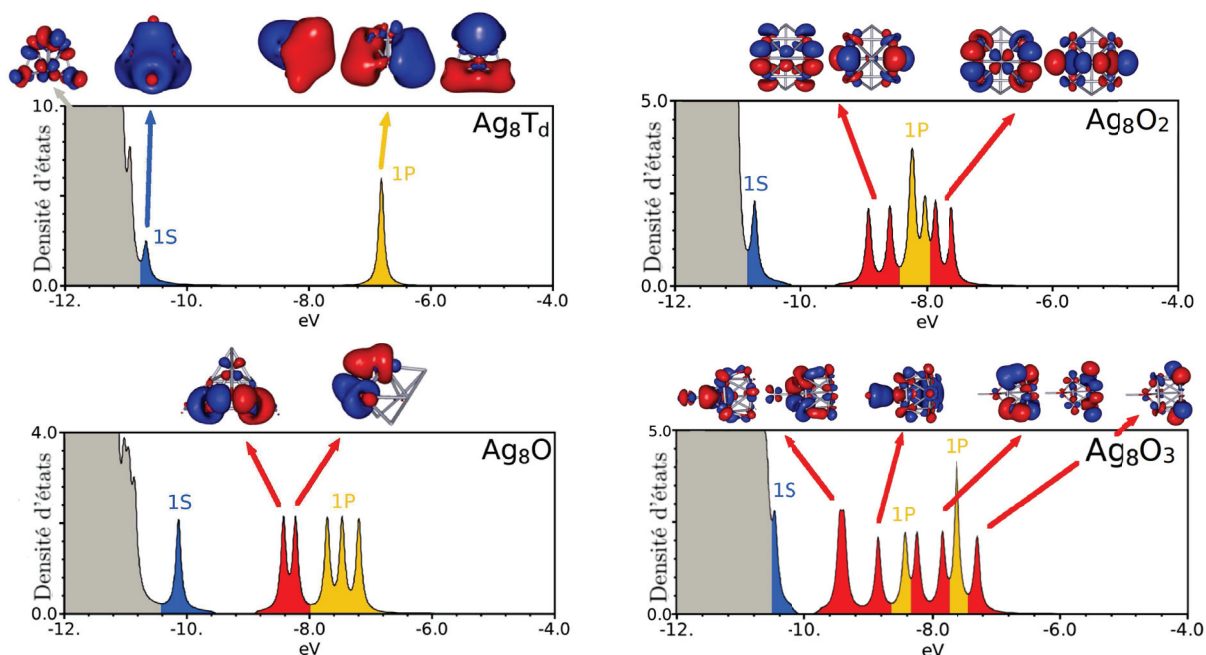 10.
Ag8Td
Densité d'états
1P
1S
0.0
-12. -10. -8.0 -6.0 -4.0
eV
5.0
Ag8O2
Densité d'états
1P
1S
0.0
-12. -10. -8.0 -6.0 -4.0
eV
4.0
Ag8O
Densité d'états
1S
1P
0.0
-12. -10. -8.0 -6.0 -4.0
eV
5.0
Ag8O3
Densité d'états
1P
1S
1P
0.0
-12. -10. -8.0 -6.0 -4.0
eV